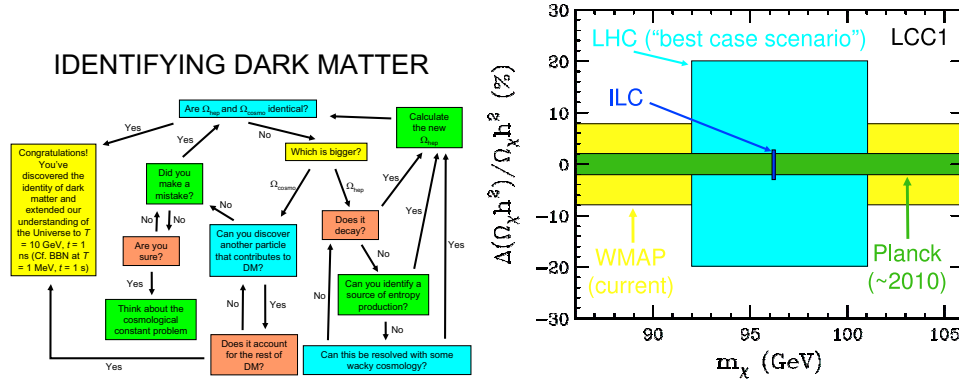 IDENTIFYING DARK MATTER
Are Ωhep and Ωcosmo identical?
Calculate
the new
Ωhep
Yes
Yes
No
Which is bigger?
Congratulations!
You've
discovered the
identity of dark
matter and
extended our
understanding of
the Universe to T
= 10 GeV, t = 1
ns (Cf. BBN at T
= 1 MeV, t = 1 s)
Did you
make a
mistake?
Ωcosmo
Ωhep
Yes
Yes
Yes
No
No
No
Are you
sure?
Can you discover
another particle
that contributes to
DM?
Does it
decay?
No
Can you identify a
source of entropy
production?
Think about the
cosmological
constant problem
No
Yes
No
No
Does it account
for the rest of
DM?
Can this be resolved with some
wacky cosmology?
Yes
Δ(Ωχh²)/Ωχh² (%)
30
20
10
0
-10
-20
-30
LHC ("best case scenario")
LCC1
ILC
WMAP
(current)
Planck
(~2010)
90
95
100
105
mχ (GeV)